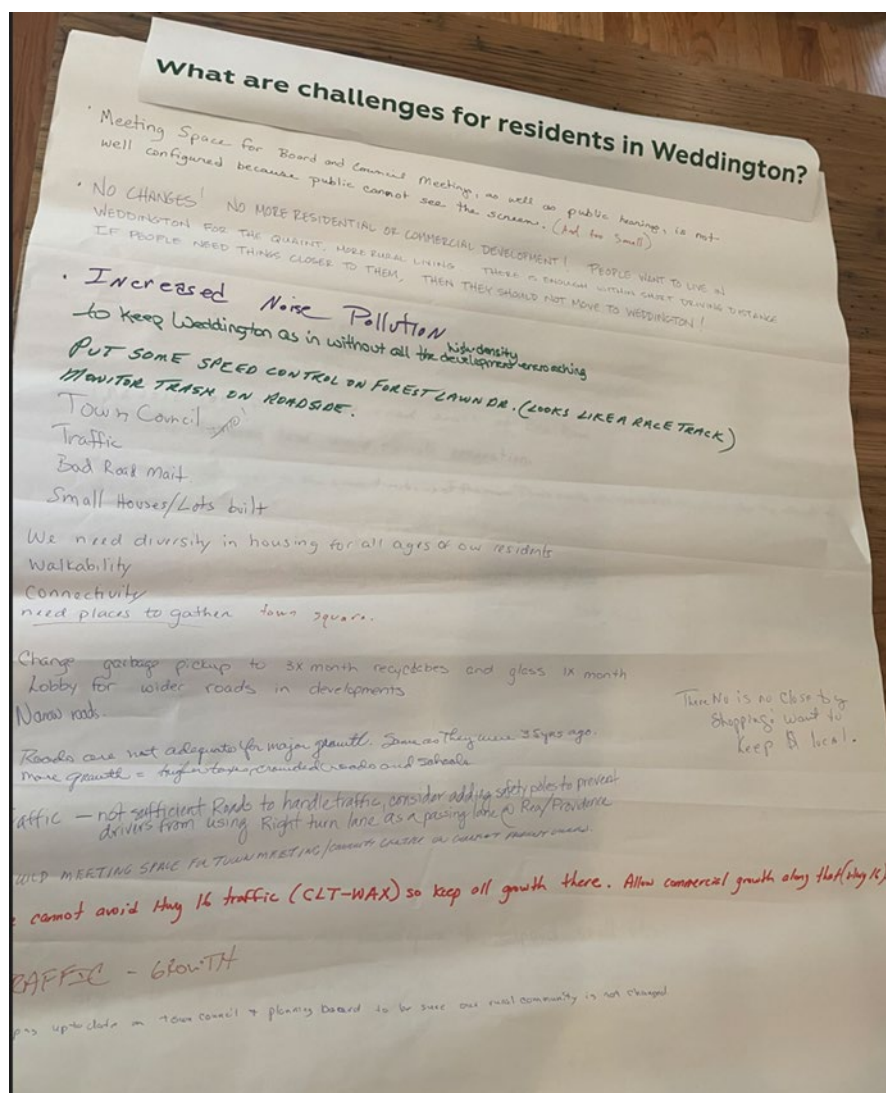 What are challenges for residents in Weddington?
· Meeting Space for Board and Council Meetings, as well as public hearings, is not
well configured because public cannot see the screen. (And too Small)
· NO CHANGES! NO MORE RESIDENTIAL OR COMMERCIAL DEVELOPMENT! PEOPLE WANT TO LIVE IN
WEDDINGTON FOR THE QUAINT, MORE RURAL LIVING. THERE IS ENOUGH WITHIN SHORT DRIVING DISTANCE
IF PEOPLE NEED THINGS CLOSER TO THEM, THEN THEY SHOULD NOT MOVE TO WEDDINGTON!
· Increased Noise Pollution
to keep Weddington as in without all the high density development encroaching
PUT SOME SPEED CONTROL ON FOREST LAWN DR. (LOOKS LIKE A RACE TRACK)
MONITOR TRASH ON ROADSIDE.
Town Council
Traffic
Bad Road Mait
Small Houses/Lots built
We need diversity in housing for all ages of our residents
Walkability
Connectivity
need places to gather town square.
Change garbage pickup to 3x month recyclebes and glass 1x month
Lobby for wider roads in developments
Narrow roads.
There No is no Close by
Shopping! Want to
Keep it local.
Roads are not adequate for major growth. Same as they were 35yrs ago.
More growth = higher taxes, crowded roads and schools
affic — not sufficient Roads to handle traffic, consider adding safety poles to prevent
drivers from using Right turn lane as a passing lane @ Rea/Providence
UILD MEETING SPACE FOR TOWN MEETING/
e cannot avoid Hwy 16 traffic (CLT-WAX) so keep all growth there. Allow commercial growth along that (Hwy 16)
RAFFIC - GROWTH
up to date on town council + planning board to be sure our rural community is not changed